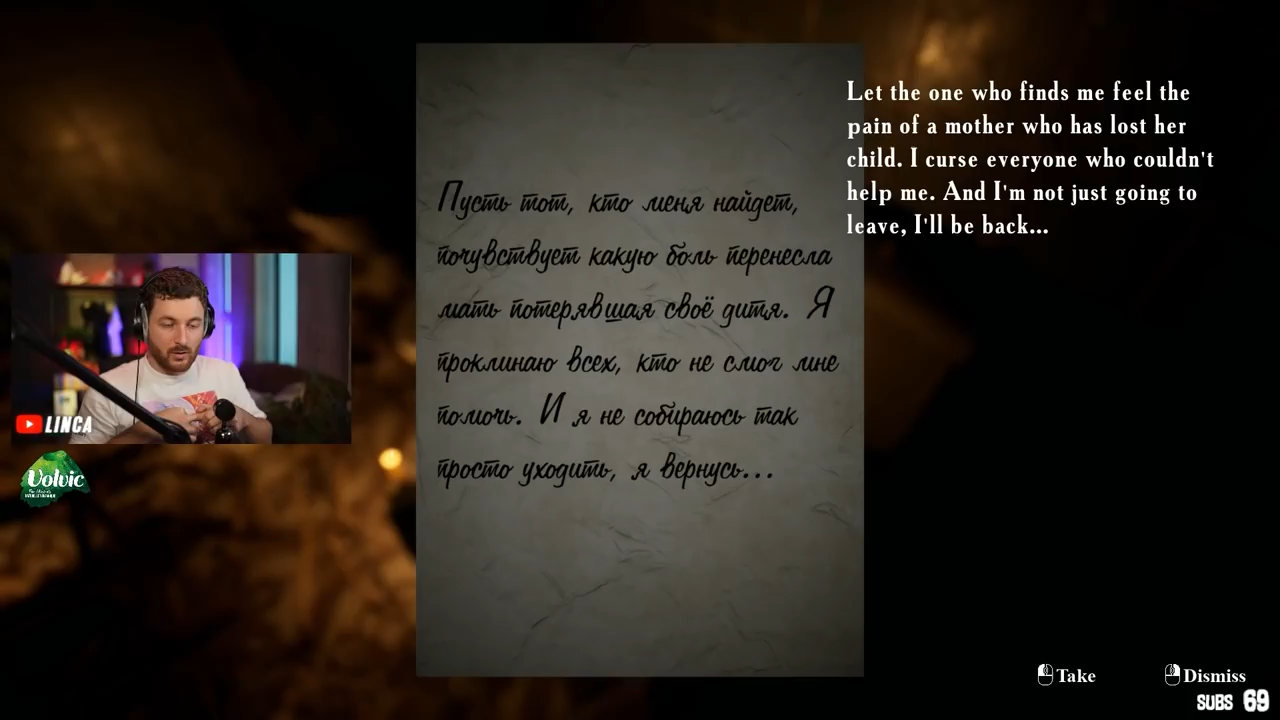 Let the one who finds me feel the
pain of a mother who has lost her
child. I curse everyone who couldn't
help me. And I'm not just going to
leave, I'll be back...
Пусть тот, кто меня найдет,
почувствует какую боль перенесла
мать потерявшая своё дитя. Я
проклинаю всех, кто не смог мне
помочь. И я не собираюсь так
просто уходить, я вернусь...
LINCA
Volvic
Take
Dismiss
SUBS 69